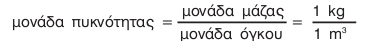 μονάδα πυκνότητας = μονάδα μάζας / μονάδα όγκου = 1 kg / 1 m³